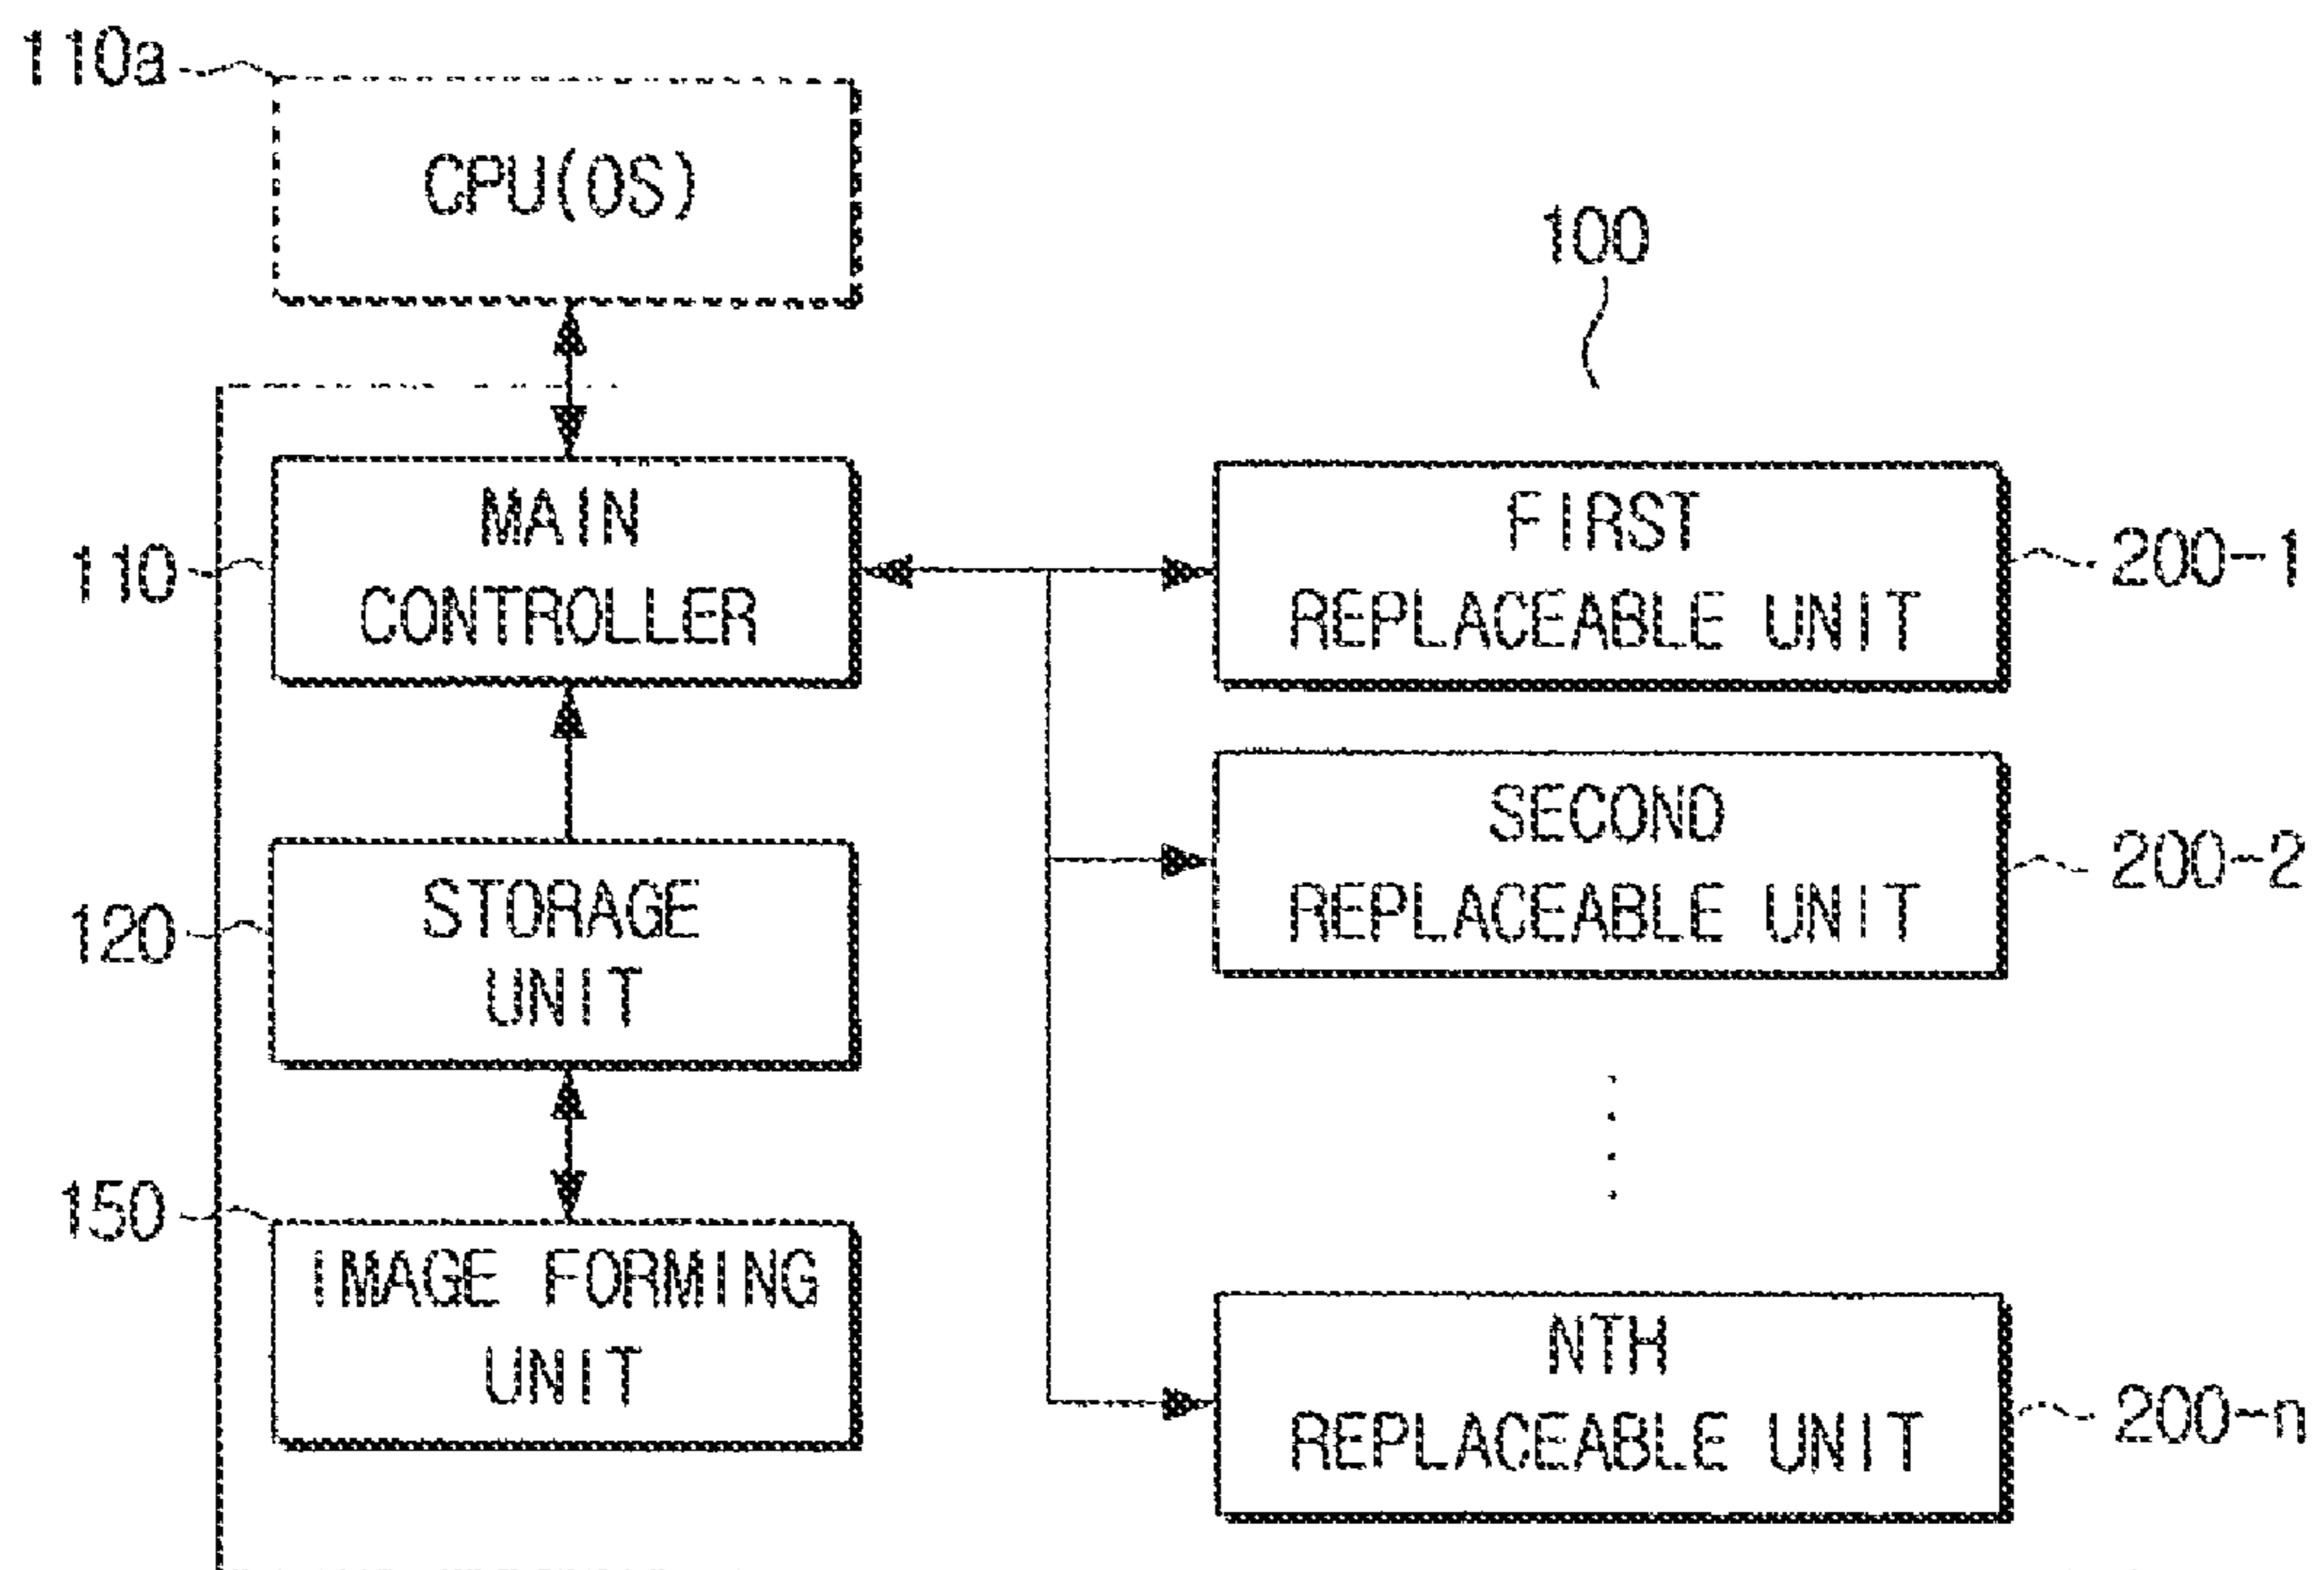 110a
CPU(OS)
100
110
MAIN
CONTROLLER
FIRST
REPLACEABLE UNIT
200-1
SECOND
REPLACEABLE UNIT
200-2
120
STORAGE
UNIT
150
IMAGE FORMING
UNIT
NTH
REPLACEABLE UNIT
200-n